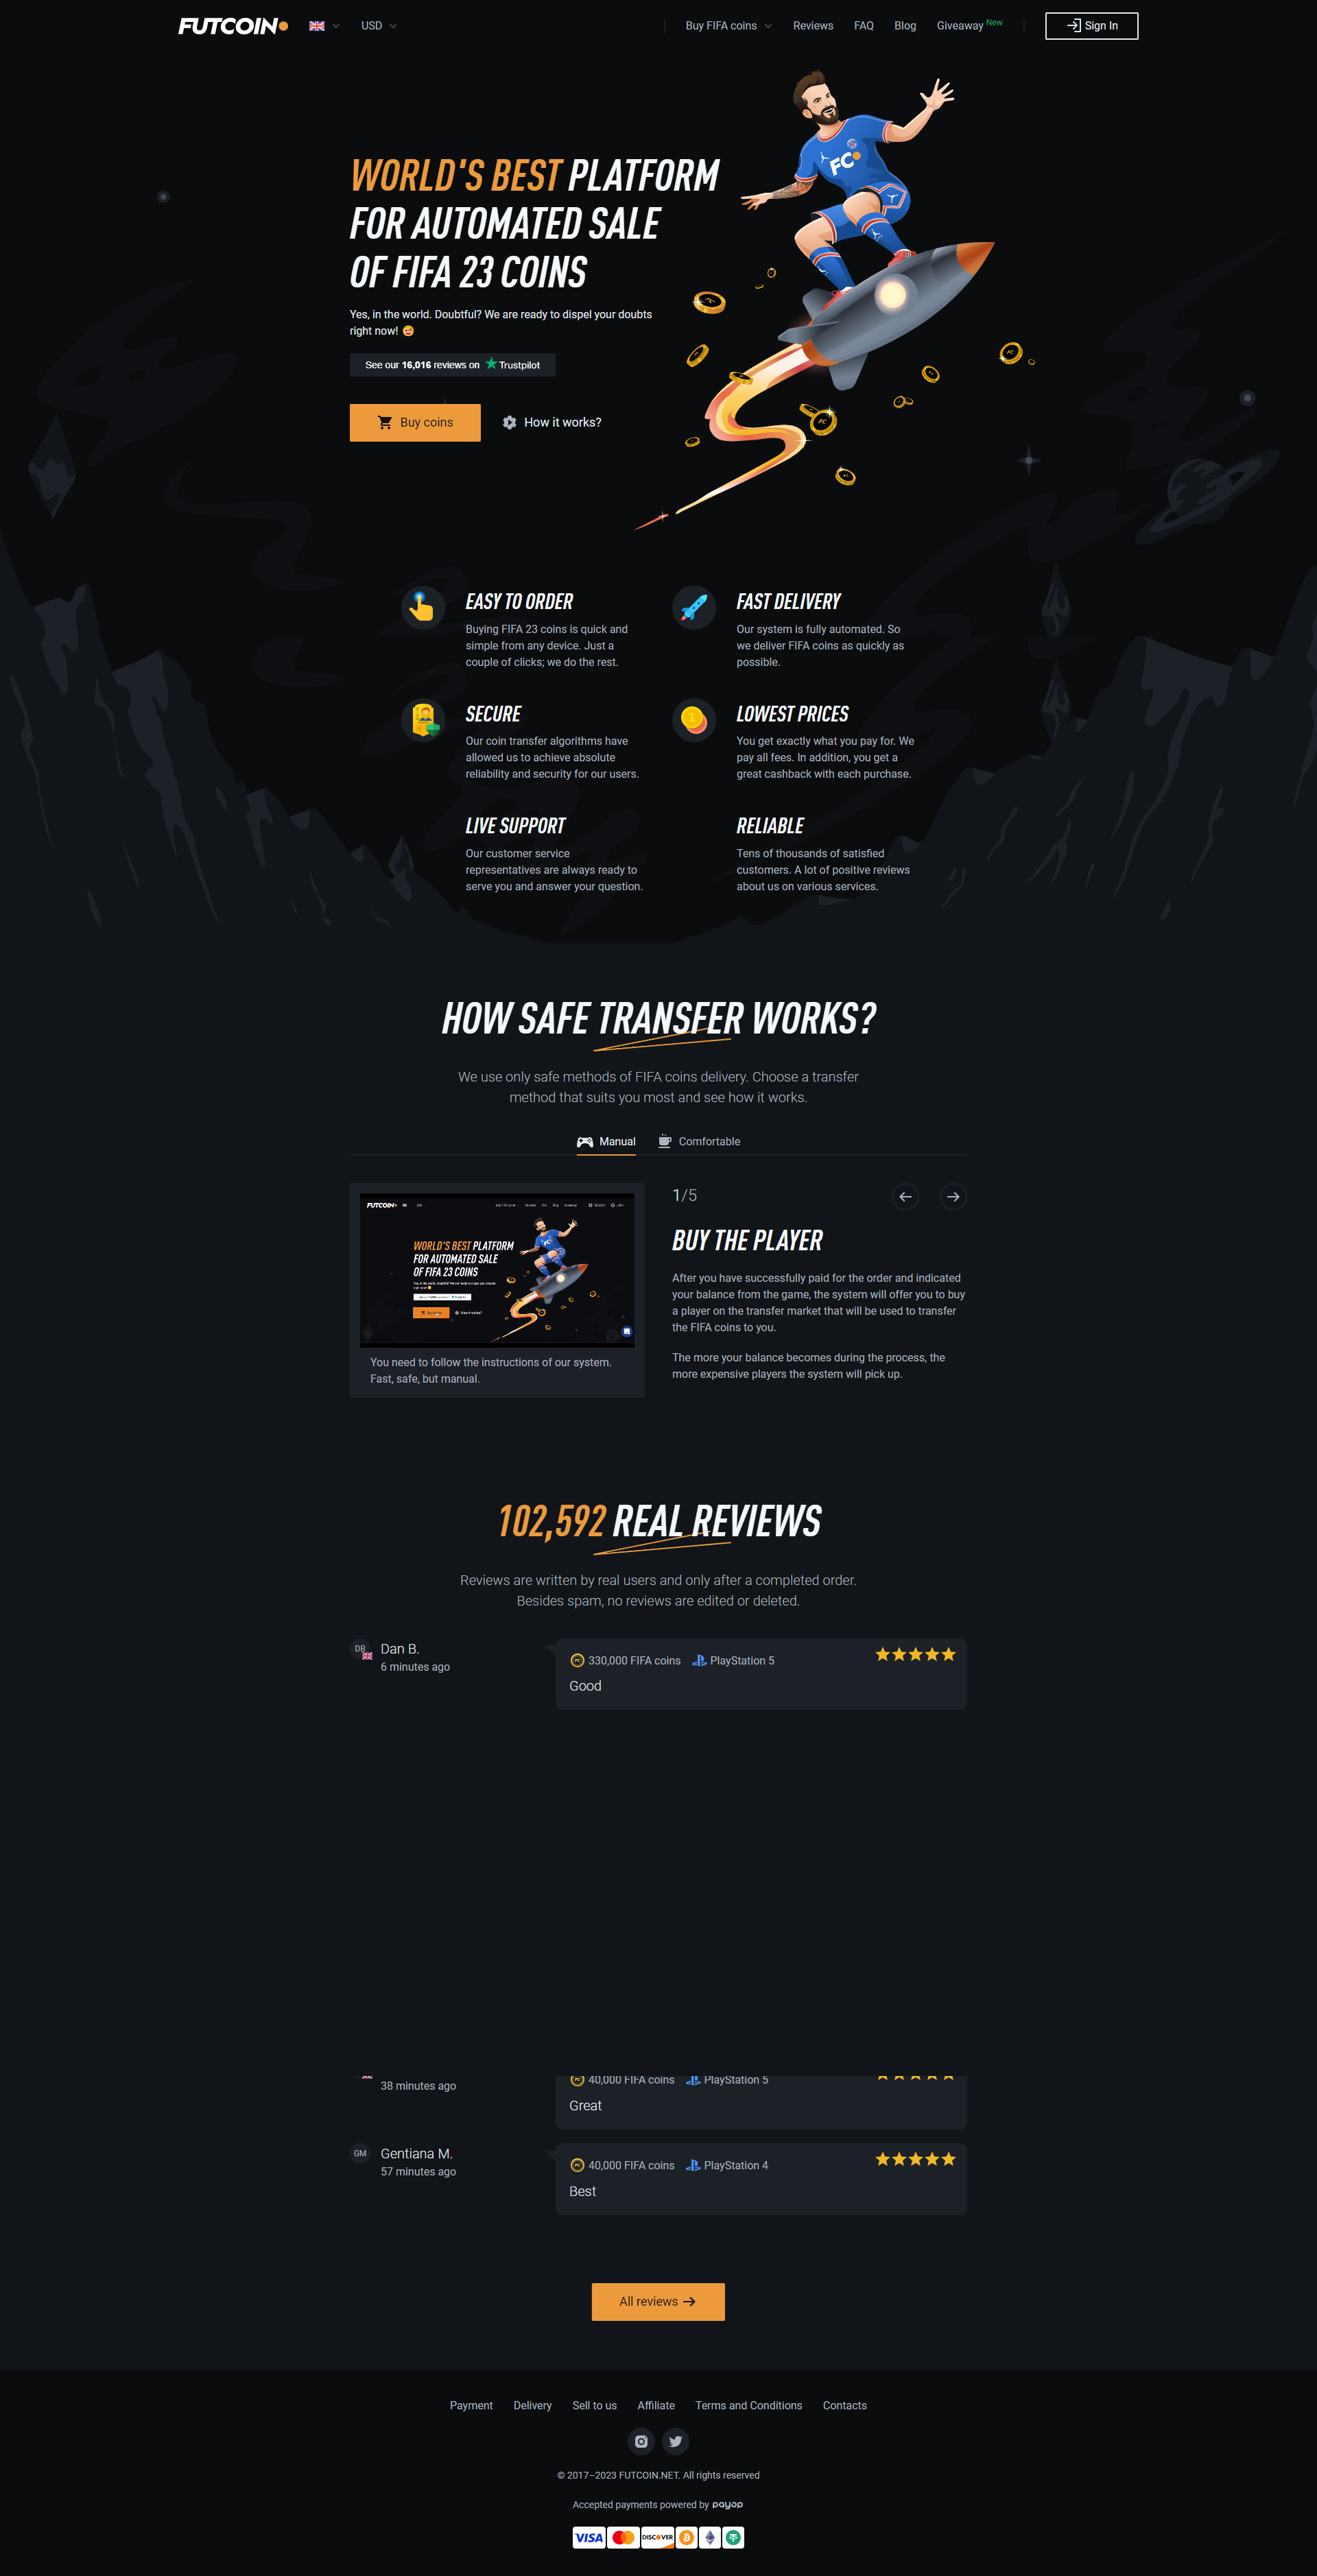 FUTCOIN
USD
Buy FIFA coins
Reviews
FAQ
Blog
Giveaway New
Sign In
WORLD'S BEST PLATFORM
FOR AUTOMATED SALE
OF FIFA 23 COINS
Yes, in the world. Doubtful? We are ready to dispel your doubts
right now!
See our 16,016 reviews on Trustpilot
Buy coins
How it works?
FC
EASY TO ORDER
Buying FIFA 23 coins is quick and
simple from any device. Just a
couple of clicks; we do the rest.
FAST DELIVERY
Our system is fully automated. So
we deliver FIFA coins as quickly as
possible.
SECURE
Our coin transfer algorithms have
allowed us to achieve absolute
reliability and security for our users.
LOWEST PRICES
You get exactly what you pay for. We
pay all fees. In addition, you get a
great cashback with each purchase.
LIVE SUPPORT
Our customer service
representatives are always ready to
serve you and answer your question.
RELIABLE
Tens of thousands of satisfied
customers. A lot of positive reviews
about us on various services.
HOW SAFE TRANSFER WORKS?
We use only safe methods of FIFA coins delivery. Choose a transfer
method that suits you most and see how it works.
Manual
Comfortable
FUTCOIN
WORLD'S BEST PLATFORM
FOR AUTOMATED SALE
OF FIFA 23 COINS
You need to follow the instructions of our system.
Fast, safe, but manual.
1/5
BUY THE PLAYER
After you have successfully paid for the order and indicated
your balance from the game, the system will offer you to buy
a player on the transfer market that will be used to transfer
the FIFA coins to you.
The more your balance becomes during the process, the
more expensive players the system will pick up.
102,592 REAL REVIEWS
Reviews are written by real users and only after a completed order.
Besides spam, no reviews are edited or deleted.
DB
Dan B.
6 minutes ago
330,000 FIFA coins
PlayStation 5
Good
38 minutes ago
40,000 FIFA coins
PlayStation 5
Great
GM
Gentiana M.
57 minutes ago
40,000 FIFA coins
PlayStation 4
Best
All reviews
Payment
Delivery
Sell to us
Affiliate
Terms and Conditions
Contacts
© 2017–2023 FUTCOIN.NET. All rights reserved
Accepted payments powered by payop
VISA
DISCOVER